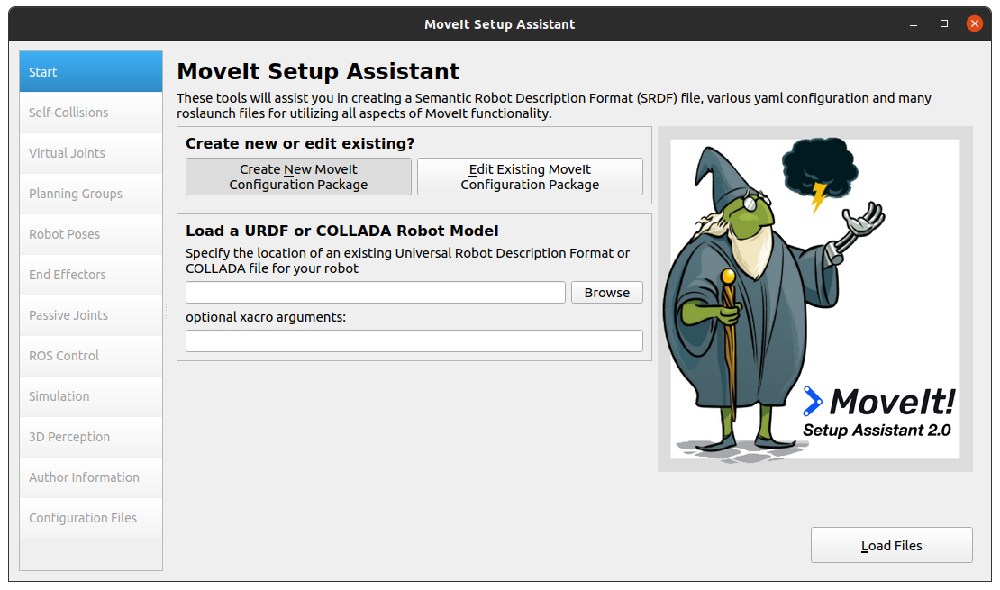 MoveIt Setup Assistant
Start
Self-Collisions
Virtual Joints
Planning Groups
Robot Poses
End Effectors
Passive Joints
ROS Control
Simulation
3D Perception
Author Information
Configuration Files
MoveIt Setup Assistant
These tools will assist you in creating a Semantic Robot Description Format (SRDF) file, various yaml configuration and many
roslaunch files for utilizing all aspects of MoveIt functionality.
Create new or edit existing?
Create New MoveIt
Configuration Package
Edit Existing MoveIt
Configuration Package
Load a URDF or COLLADA Robot Model
Specify the location of an existing Universal Robot Description Format or
COLLADA file for your robot
Browse
optional xacro arguments:
MoveIt!
Setup Assistant 2.0
Load Files